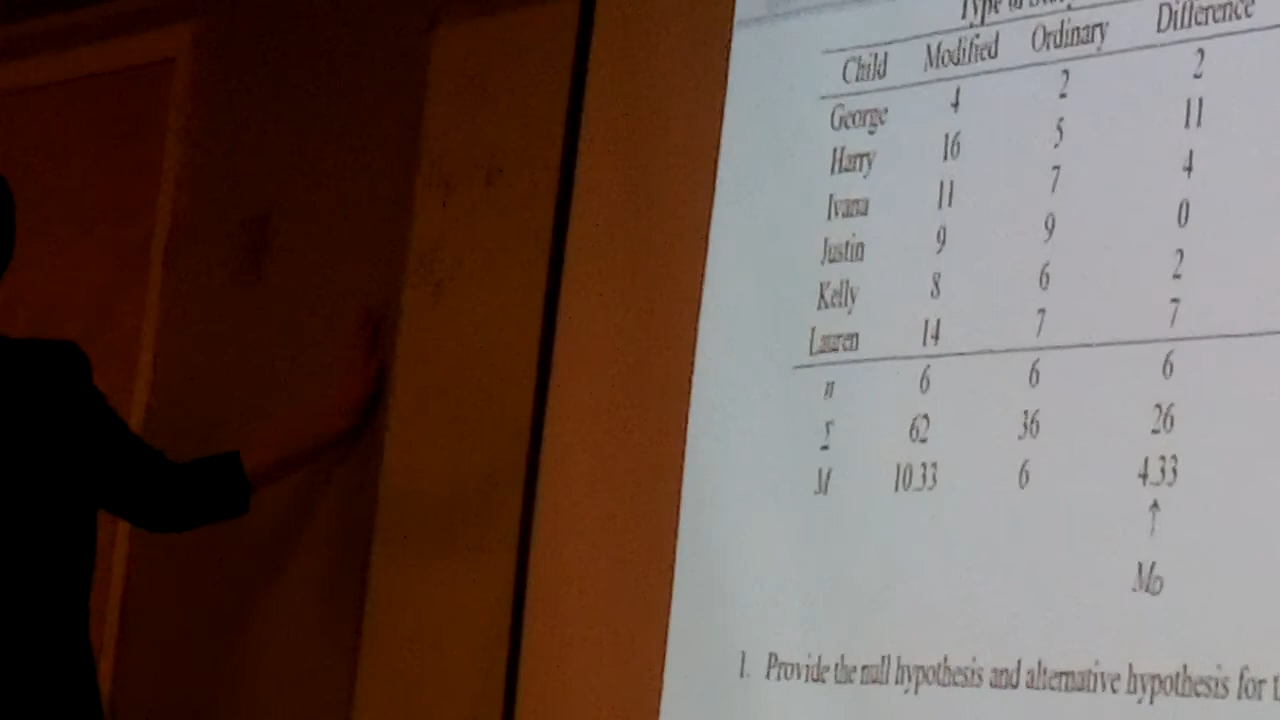 Type of
Child Modified Ordinary Difference
George 4 2 2
Harry 16 5 11
Ivana 11 7 4
Justin 9 9 0
Kelly 8 6 2
Lauren 14 7 7
n 6 6 6
Σ 62 36 26
M 10.33 6 4.33
↑
MD
1. Provide the null hypothesis and alternative hypothesis for t